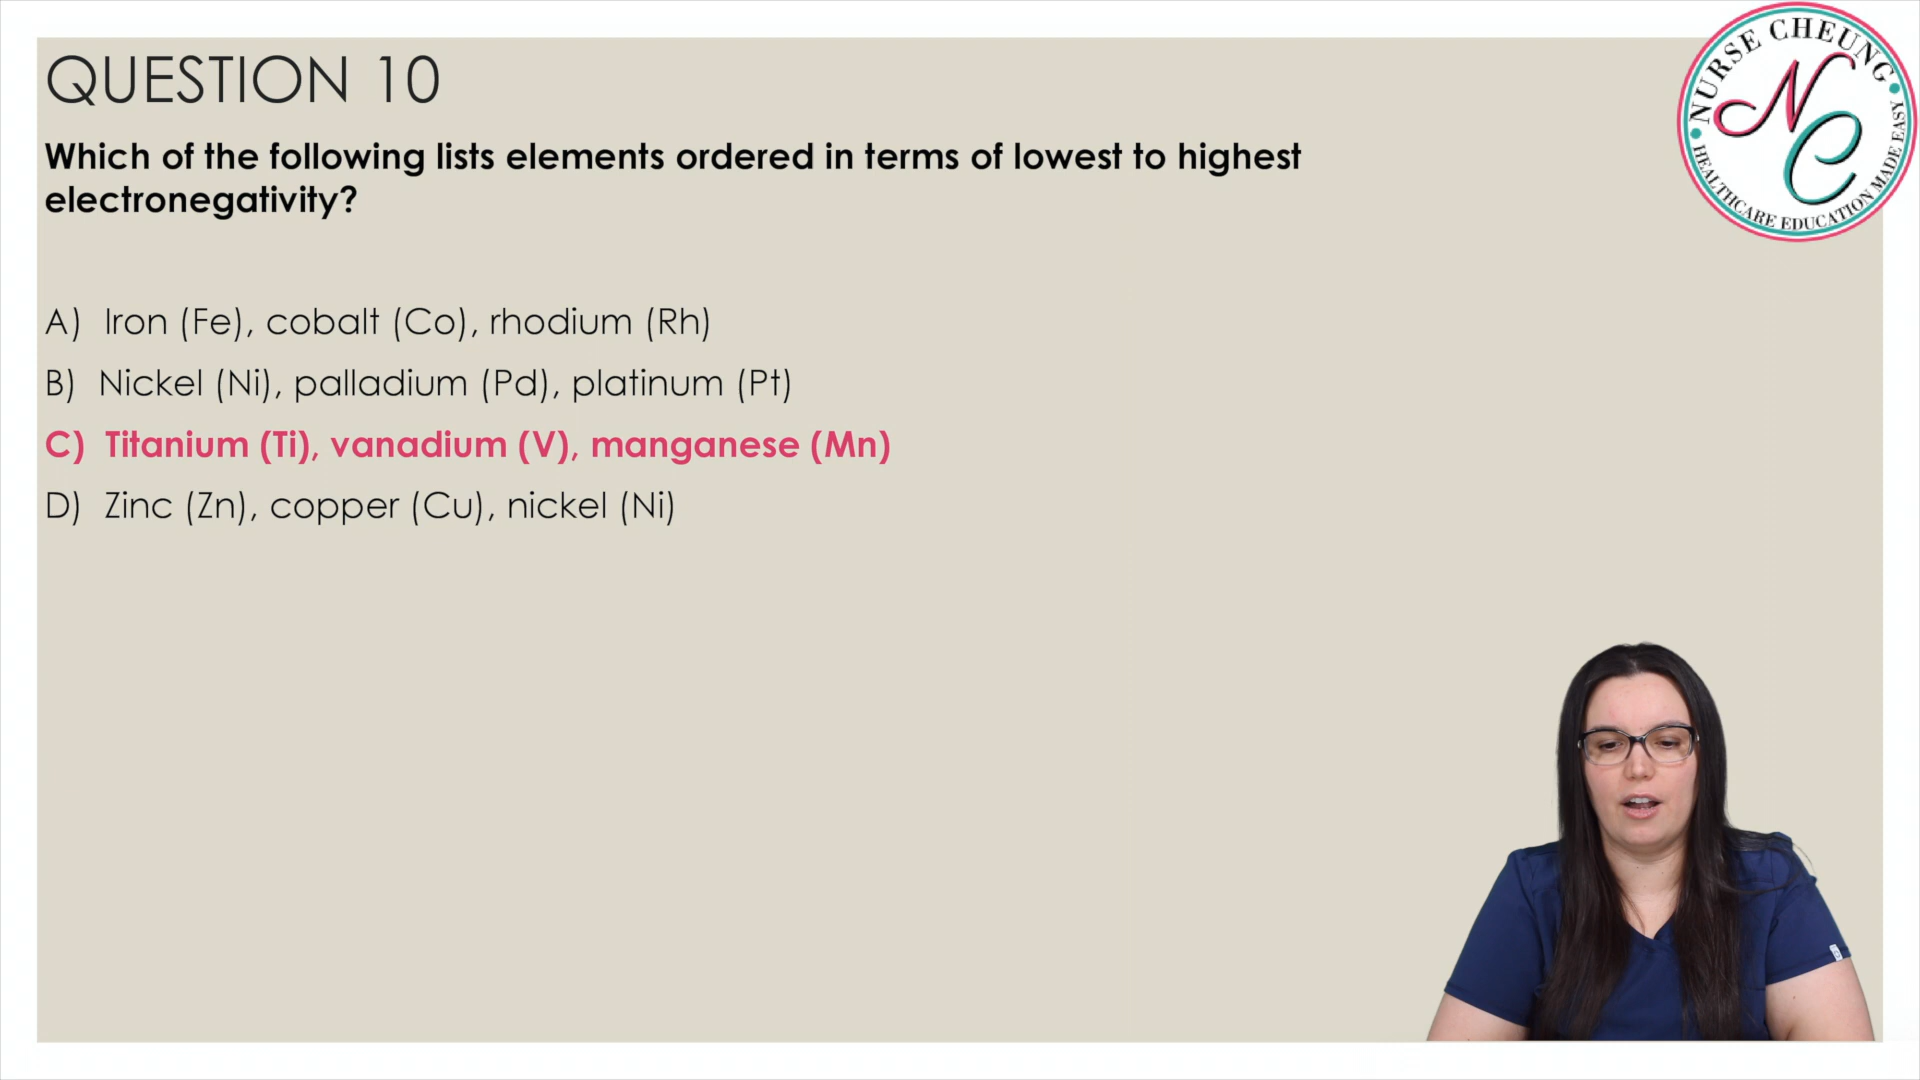 QUESTION 10
Which of the following lists elements ordered in terms of lowest to highest
electronegativity?
A) Iron (Fe), cobalt (Co), rhodium (Rh)
B) Nickel (Ni), palladium (Pd), platinum (Pt)
C) Titanium (Ti), vanadium (V), manganese (Mn)
D) Zinc (Zn), copper (Cu), nickel (Ni)
NURSE CHEUNG
NC
HEALTHCARE EDUCATION MADE EASY